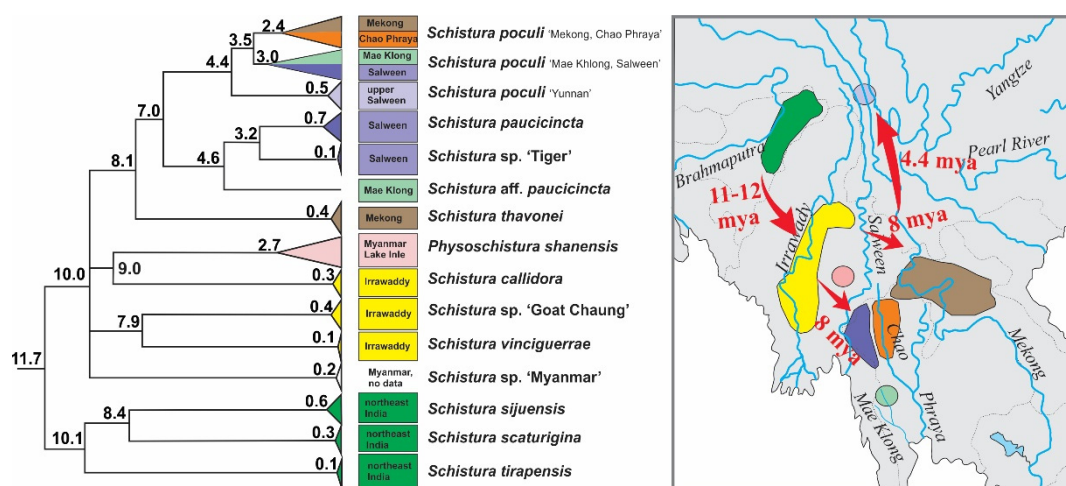 2.4
Mekong
Chao Phraya
Schistura poculi 'Mekong, Chao Phraya'
3.5
3.0
Mae Klong
Salween
Schistura poculi 'Mae Khlong, Salween'
4.4
0.5
upper
Salween
Schistura poculi 'Yunnan'
7.0
0.7
Salween
Schistura paucicincta
3.2
0.1
Salween
Schistura sp. 'Tiger'
4.6
8.1
Mae Klong
Schistura aff. paucicincta
0.4
Mekong
Schistura thavonei
2.7
Myanmar
Lake Inle
Physoschistura shanensis
10.0
9.0
0.3
Irrawaddy
Schistura callidora
0.4
Irrawaddy
Schistura sp. 'Goat Chaung'
7.9
0.1
Irrawaddy
Schistura vinciguerrae
11.7
0.2
Myanmar,
no data
Schistura sp. 'Myanmar'
0.6
northeast
India
Schistura sijuensis
8.4
0.3
northeast
India
Schistura scaturigina
10.1
0.1
northeast
India
Schistura tirapensis
Yangtze
Pearl River
Brahmaputra
4.4 mya
11-12
mya
Irrawady
Salween
8 mya
8 mya
Chao
Phraya
Mekong
Mae Klong